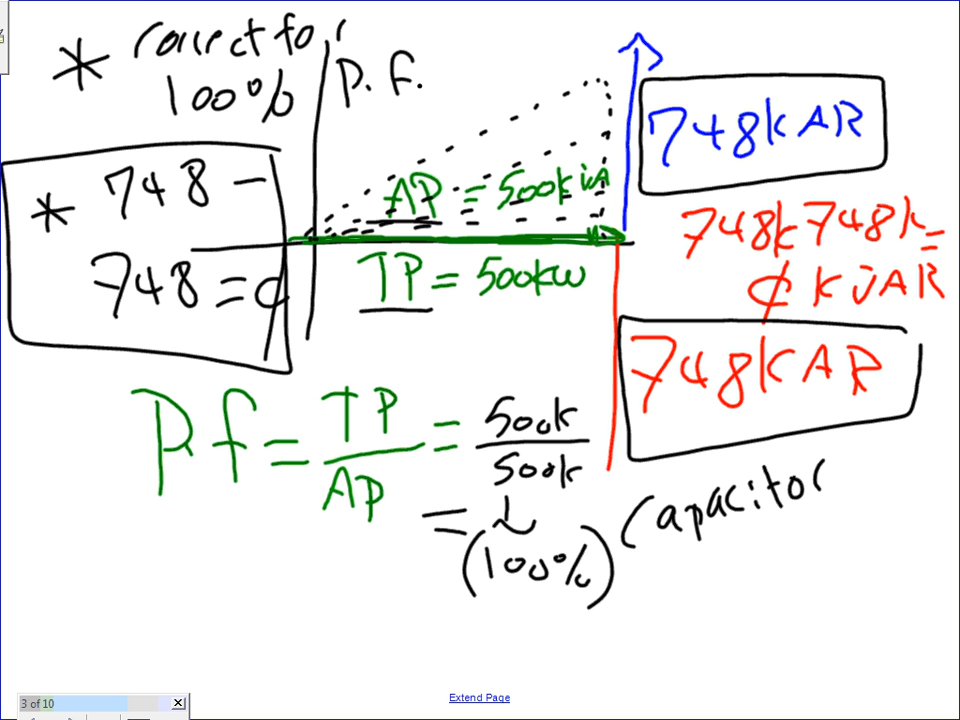 * correct for
100% p.f.
748KAR
* 748 -
748 = ¢
AP = 500kVA
TP = 500kw
748k 748k =
¢ KVAR
748KAR
Pf = TP / AP = 500k / 500k
= 1
(100%)
capacitor
3 of 10
Extend Page